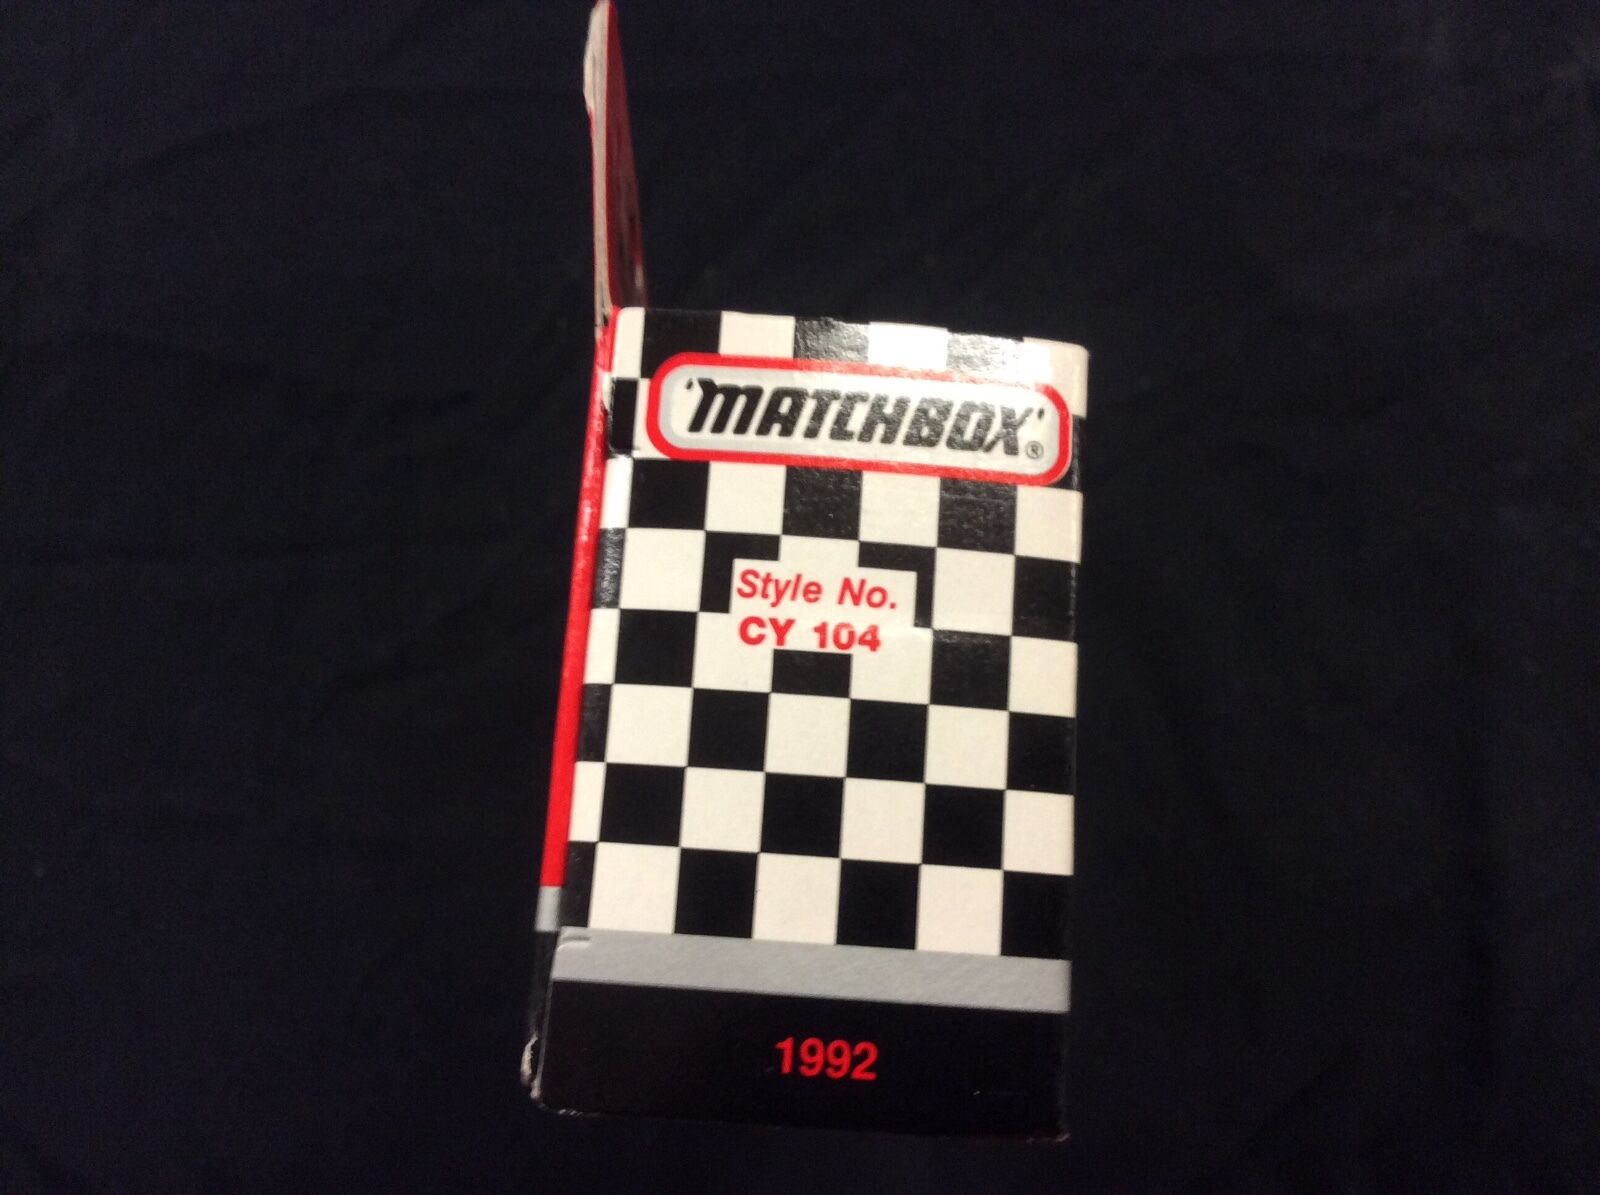 'MATCHBOX'®
Style No.
CY 104
1992